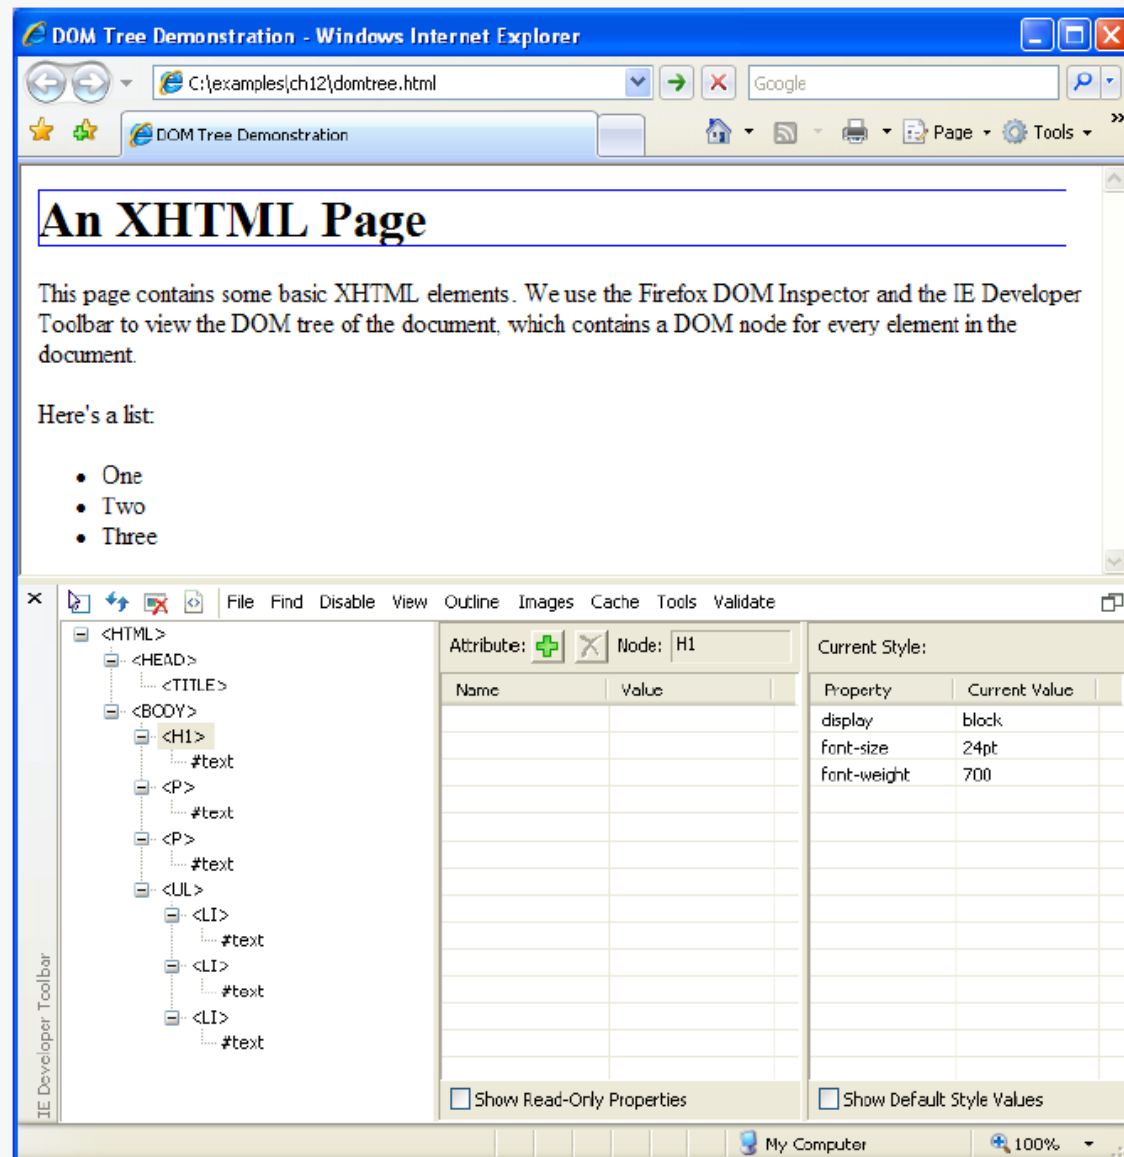 DOM Tree Demonstration - Windows Internet Explorer
C:\examples\ch12\domtree.html
Google
DOM Tree Demonstration
Page
Tools
»
An XHTML Page
This page contains some basic XHTML elements. We use the Firefox DOM Inspector and the IE Developer
Toolbar to view the DOM tree of the document, which contains a DOM node for every element in the
document.
Here's a list:
• One
• Two
• Three
File Find Disable View Outline Images Cache Tools Validate
<HTML>
<HEAD>
<TITLE>
<BODY>
<H1>
#text
<P>
#text
<P>
#text
<UL>
<LI>
#text
<LI>
#text
<LI>
#text
IE Developer Toolbar
Attribute: Node: H1
Name Value
Show Read-Only Properties
Current Style:
Property Current Value
display block
font-size 24pt
font-weight 700
Show Default Style Values
My Computer 100%